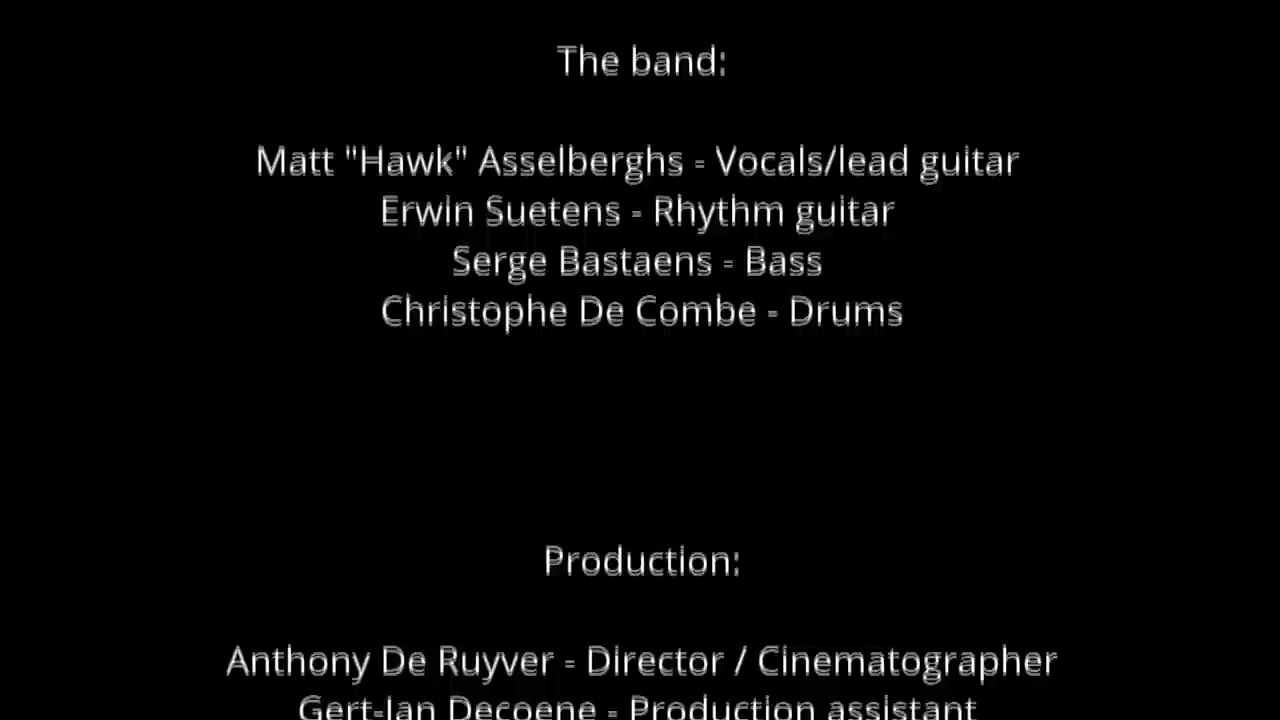 The band:
Matt "Hawk" Asselberghs - Vocals/lead guitar
Erwin Suetens - Rhythm guitar
Serge Bastaens - Bass
Christophe De Combe - Drums
Production:
Anthony De Ruyver - Director / Cinematographer
Gert-Jan Decoene - Production assistant